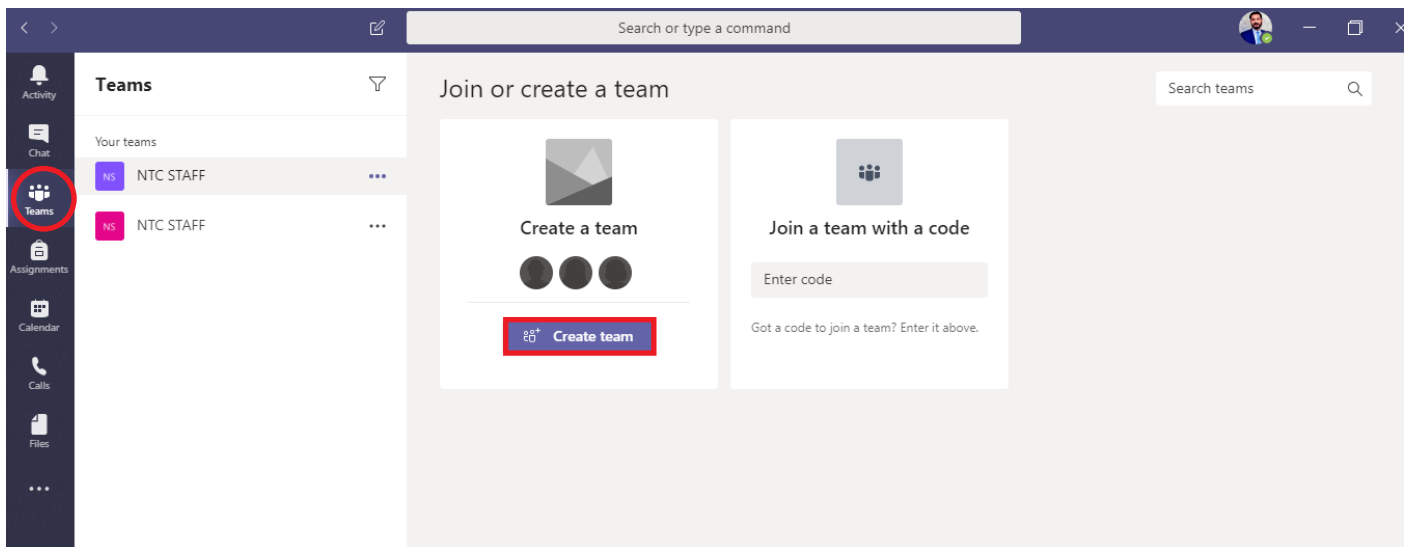 Search or type a command
Activity
Chat
Teams
Assignments
Calendar
Calls
Files
Teams
Your teams
NS NTC STAFF
NS NTC STAFF
Join or create a team
Search teams
Create a team
Create team
Join a team with a code
Enter code
Got a code to join a team? Enter it above.